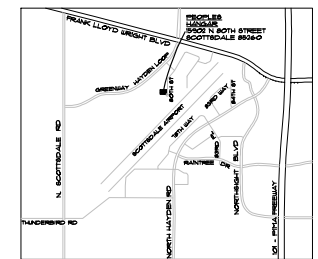 PEOPLES
HANGAR
15902 N 80TH STREET
SCOTTSDALE 85260
FRANK LLOYD WRIGHT BLVD
GREENWAY
HAYDEN LOOP
80TH ST
83RD WAY
84TH ST
SCOTTSDALE AIRPORT
78TH WAY
83RD PL
RAINTREE DR
N. SCOTTSDALE RD
NORTH HAYDEN RD
NORTHSIGHT BLVD
101 - PIMA FREEWAY
THUNDERBIRD RD